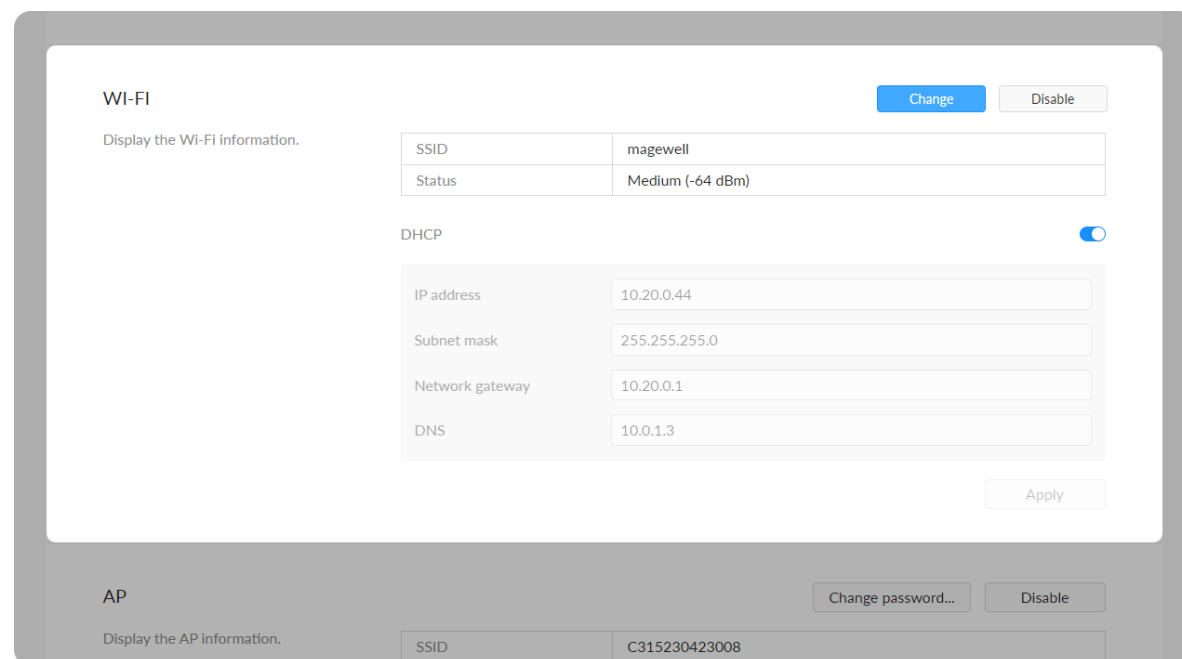 WI-FI Change Disable
Display the Wi-Fi information.
SSID magewell
Status Medium (-64 dBm)
DHCP
IP address 10.20.0.44
Subnet mask 255.255.255.0
Network gateway 10.20.0.1
DNS 10.0.1.3
Apply
AP Change password... Disable
Display the AP information.
SSID C315230423008